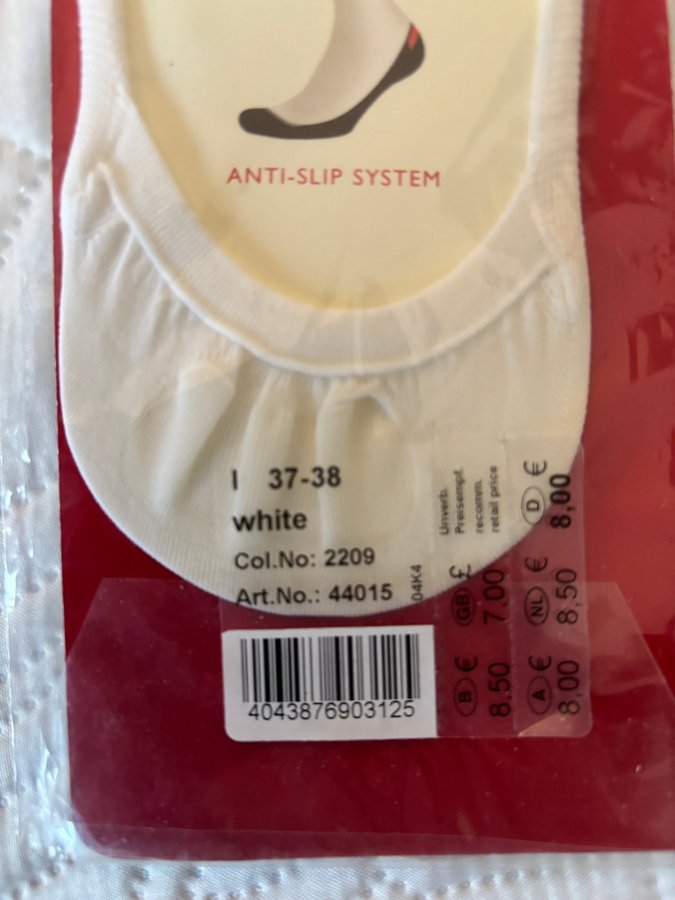 ANTI-SLIP SYSTEM
I 37-38
white
Col.No: 2209
Art.No.: 44015
04K4
4043876903125
Unverb.
Preisempf.
recomm.
retail price
D €
8,00
GB £
7,00
NL €
8,50
B €
8.50
A €
8,00